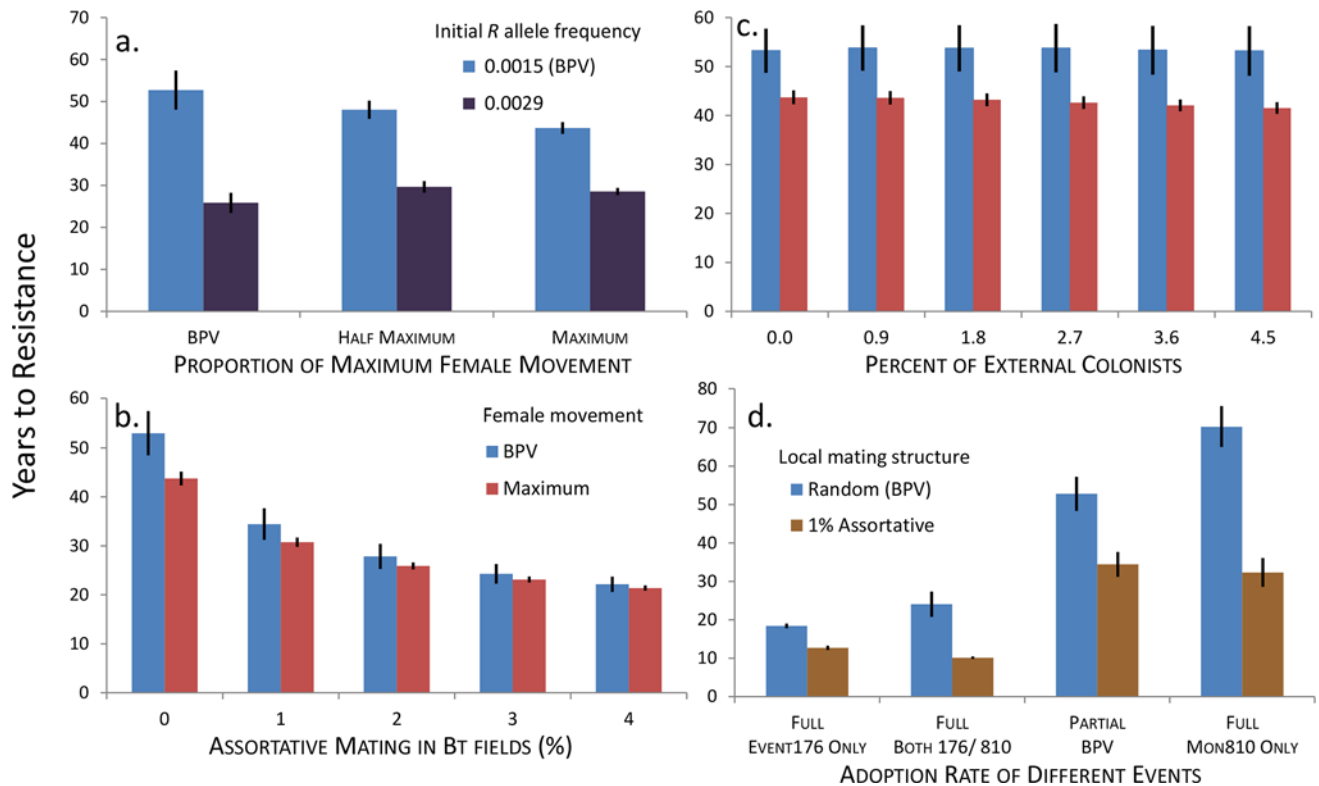 Years to Resistance
a.
Initial R allele frequency
0.0015 (BPV)
0.0029
70
60
50
40
30
20
10
0
BPV
HALF MAXIMUM
MAXIMUM
PROPORTION OF MAXIMUM FEMALE MOVEMENT
c.
60
50
40
30
20
10
0
0.0
0.9
1.8
2.7
3.6
4.5
PERCENT OF EXTERNAL COLONISTS
b.
Female movement
BPV
Maximum
60
50
40
30
20
10
0
0
1
2
3
4
ASSORTATIVE MATING IN BT FIELDS (%)
d.
Local mating structure
Random (BPV)
1% Assortative
80
70
60
50
40
30
20
10
0
FULL
EVENT176 ONLY
FULL
BOTH 176/ 810
PARTIAL
BPV
FULL
MON810 ONLY
ADOPTION RATE OF DIFFERENT EVENTS